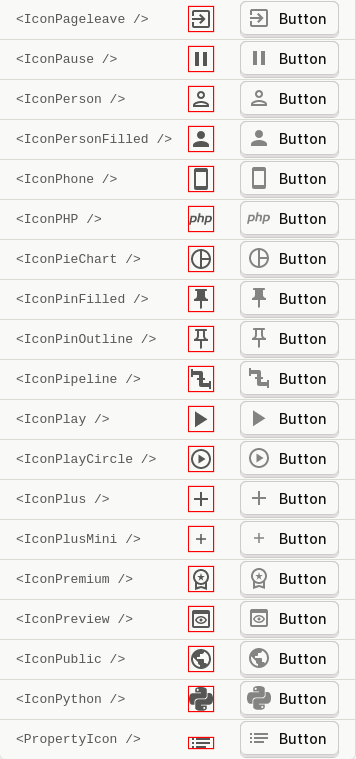 <IconPageleave /> Button
<IconPause /> Button
<IconPerson /> Button
<IconPersonFilled /> Button
<IconPhone /> Button
<IconPHP /> php php Button
<IconPieChart /> Button
<IconPinFilled /> Button
<IconPinOutline /> Button
<IconPipeline /> Button
<IconPlay /> Button
<IconPlayCircle /> Button
<IconPlus /> Button
<IconPlusMini /> Button
<IconPremium /> Button
<IconPreview /> Button
<IconPublic /> Button
<IconPython /> Button
<PropertyIcon /> Button